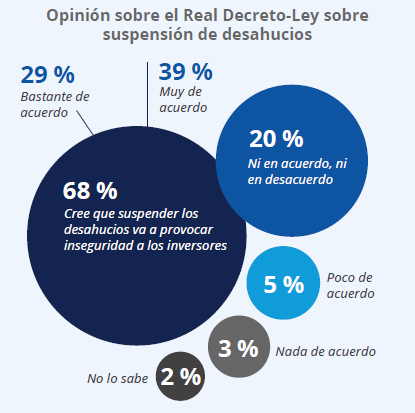 Opinión sobre el Real Decreto-Ley sobre
suspensión de desahucios
29 %
Bastante de
acuerdo
39 %
Muy de
acuerdo
68 %
Cree que suspender los
desahucios va a provocar
inseguridad a los inversores
20 %
Ni en acuerdo, ni
en desacuerdo
5 %
Poco de
acuerdo
3 %
Nada de acuerdo
No lo sabe
2 %